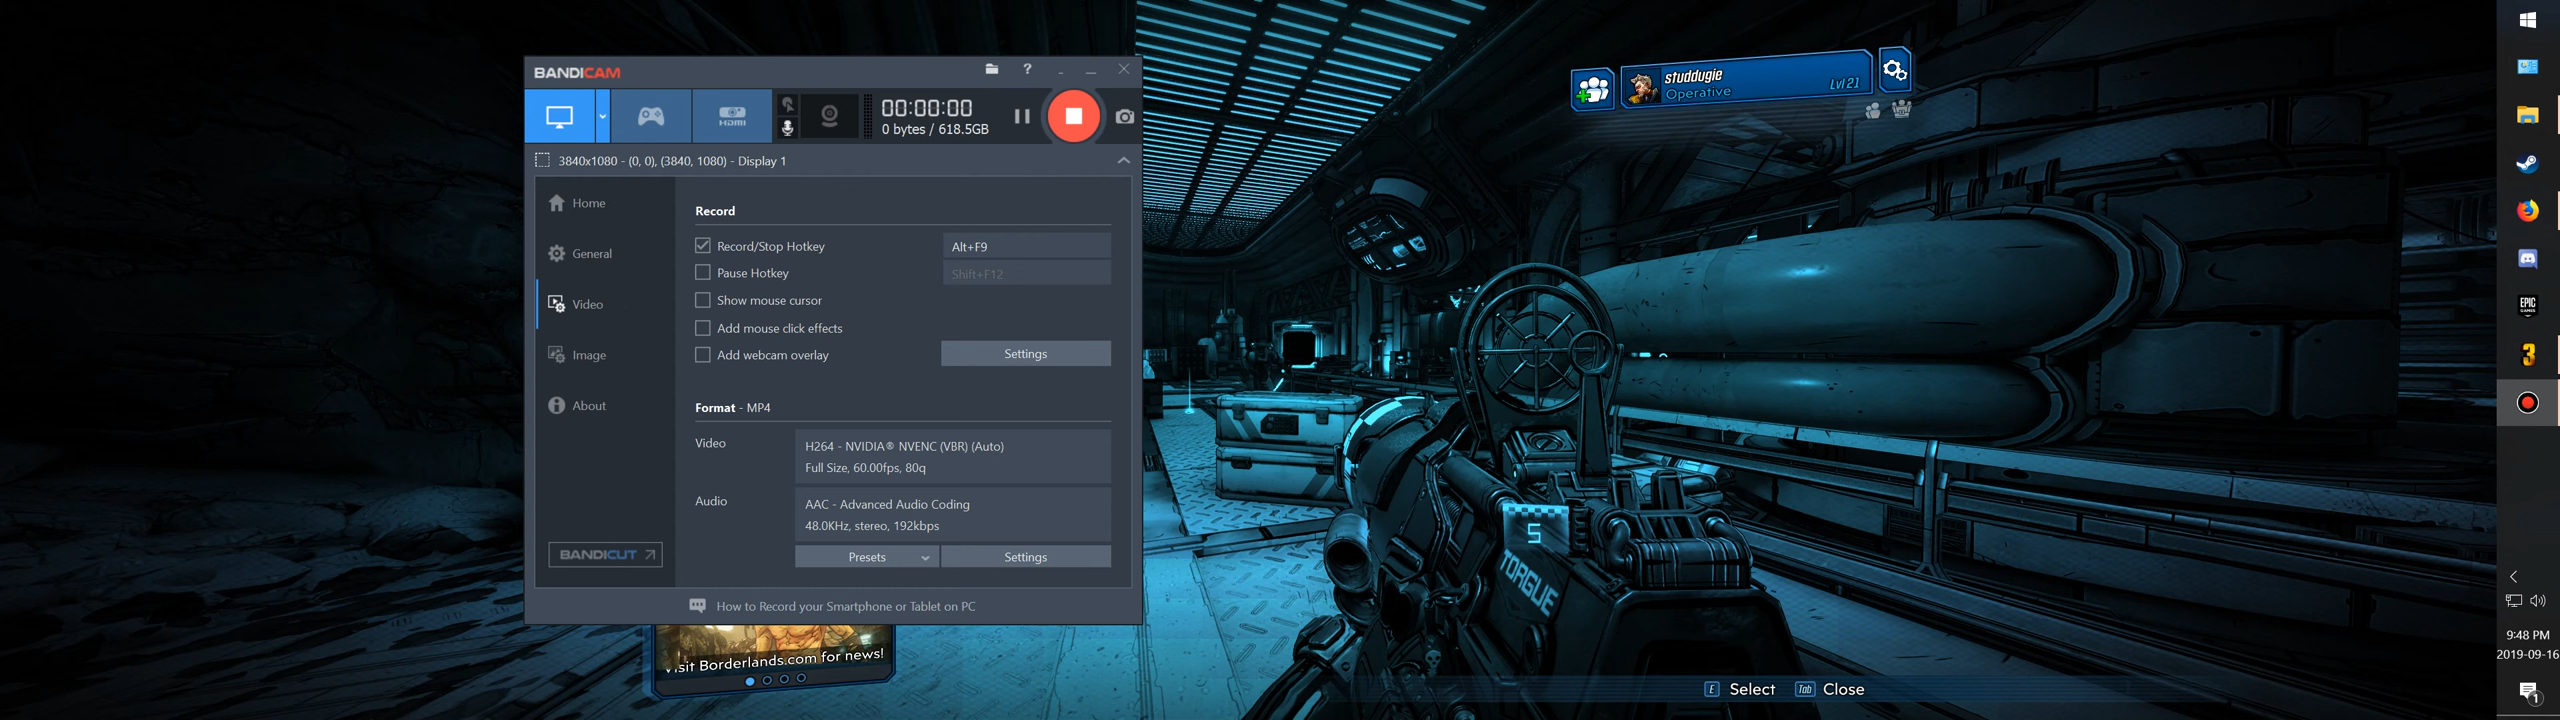 BANDICAM
?
HDMI
00:00:00
0 bytes / 618.5GB
3840x1080 - (0, 0), (3840, 1080) - Display 1
Home
General
Video
Image
About
BANDICUT
Record
Record/Stop Hotkey
Alt+F9
Pause Hotkey
Shift+F12
Show mouse cursor
Add mouse click effects
Add webcam overlay
Settings
Format - MP4
Video
H264 - NVIDIA® NVENC (VBR) (Auto)
Full Size, 60.00fps, 80q
Audio
AAC - Advanced Audio Coding
48.0KHz, stereo, 192kbps
Presets
Settings
How to Record your Smartphone or Tablet on PC
Visit Borderlands.com for news!
studdugie
Operative
Lvl 21
5
TORGUE
E Select
Tab Close
EPIC
GAMES
3
9:48 PM
2019-09-16
1